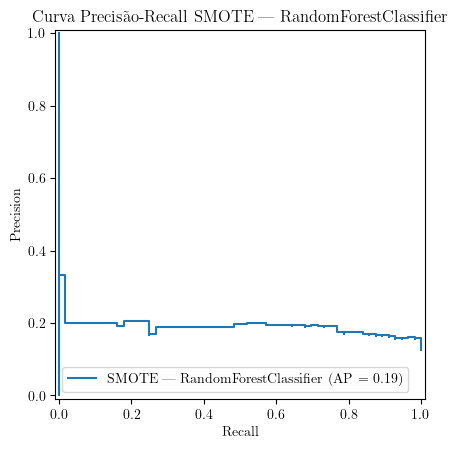 Curva Precisão-Recall SMOTE — RandomForestClassifier
1.0
0.8
0.6
0.4
0.2
0.0
Precision
SMOTE — RandomForestClassifier (AP = 0.19)
0.0 0.2 0.4 0.6 0.8 1.0
Recall